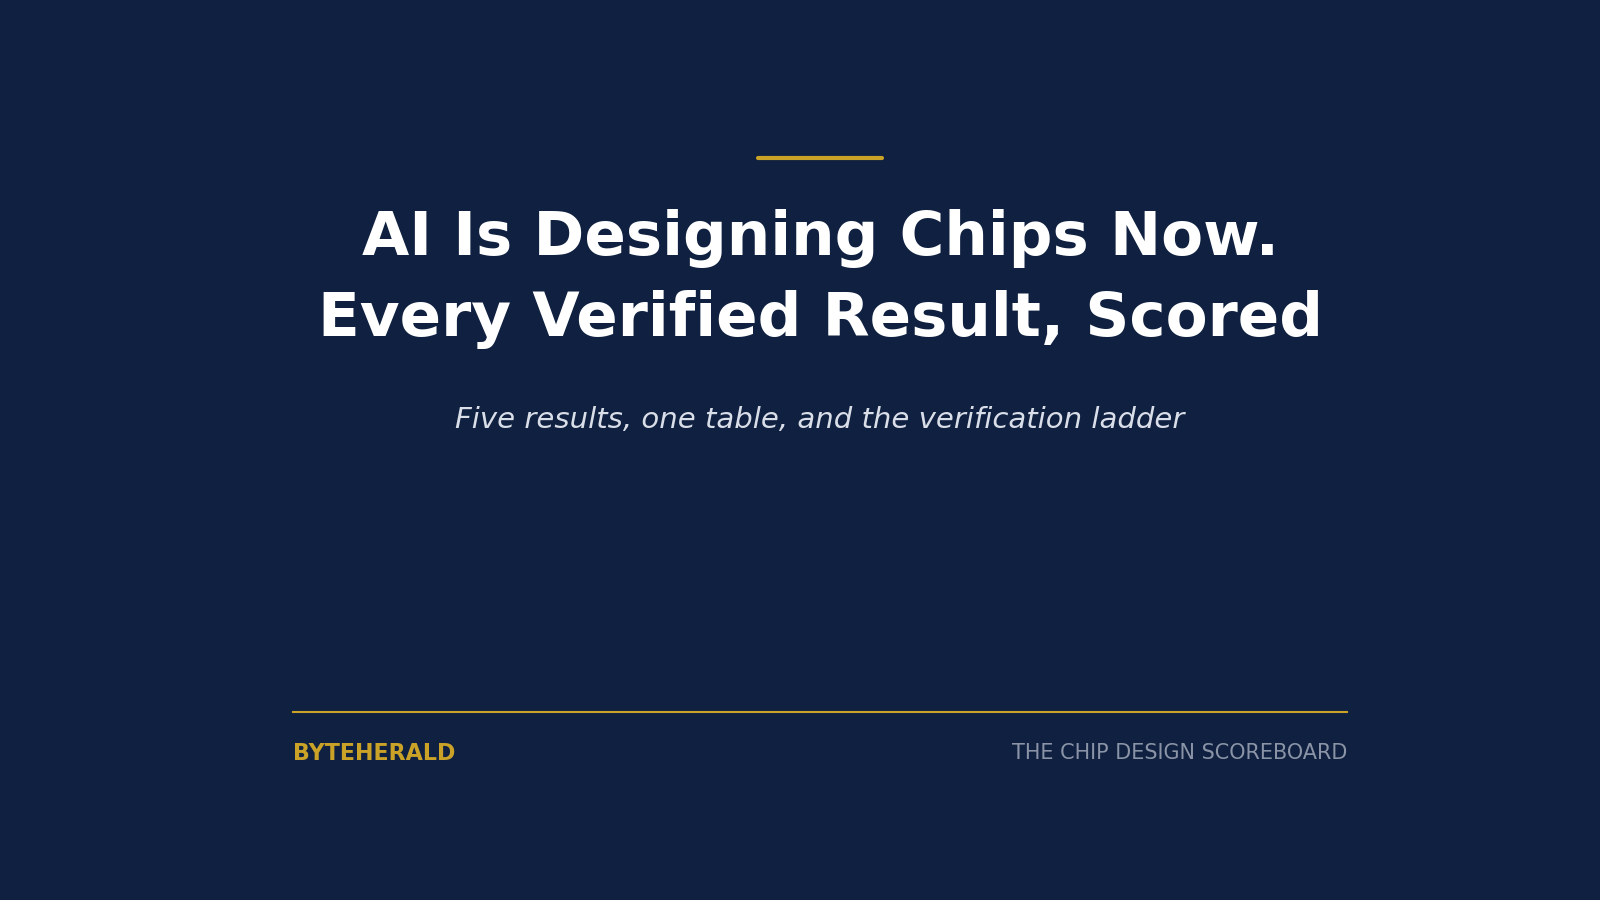 AI Is Designing Chips Now.
Every Verified Result, Scored
Five results, one table, and the verification ladder
BYTEHERALD
THE CHIP DESIGN SCOREBOARD